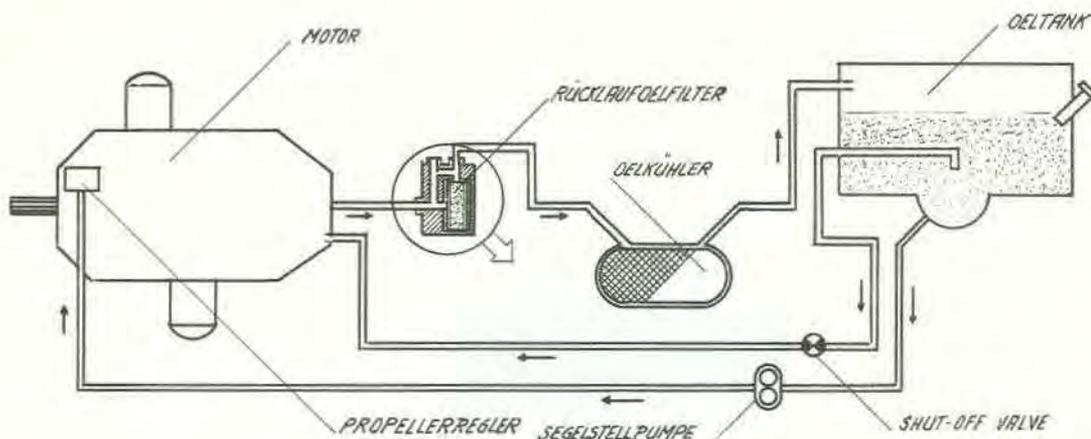 MOTOR
OELTANK
RÜCKLAUFOELFILTER
OELKÜHLER
PROPELLERREGLER
SEGELSTELLPUMPE
SHUT-OFF VALVE